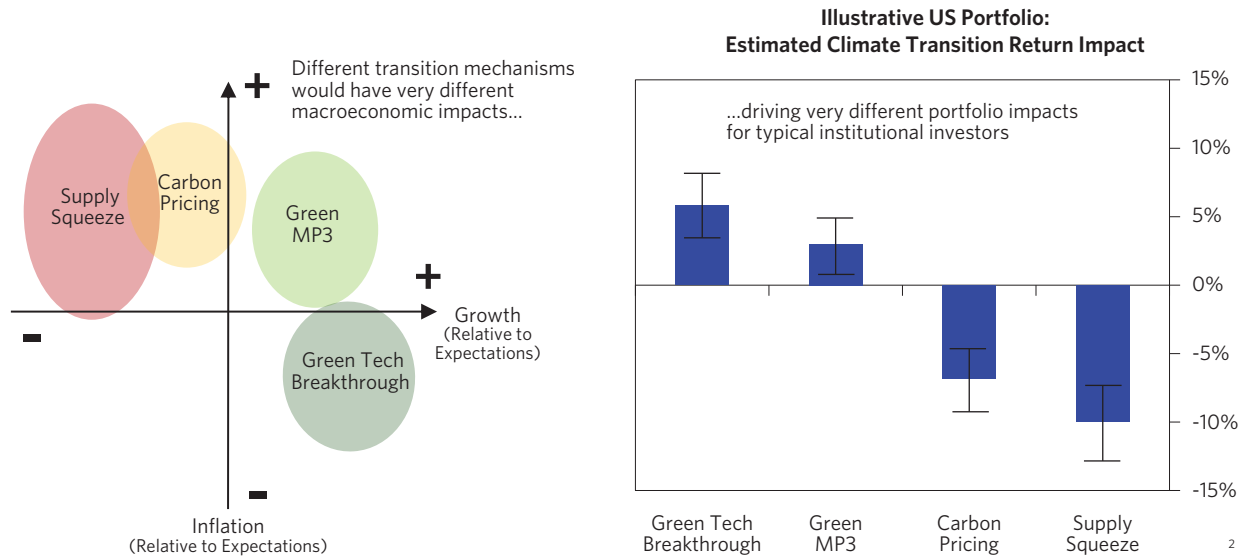 +
Different transition mechanisms
would have very different
macroeconomic impacts...
Supply
Squeeze
Carbon
Pricing
Green
MP3
+
Growth
(Relative to
Expectations)
-
Green Tech
Breakthrough
-
Inflation
(Relative to Expectations)
Illustrative US Portfolio:
Estimated Climate Transition Return Impact
...driving very different portfolio impacts
for typical institutional investors
15%
10%
5%
0%
-5%
-10%
-15%
Green Tech
Breakthrough
Green
MP3
Carbon
Pricing
Supply
Squeeze
2